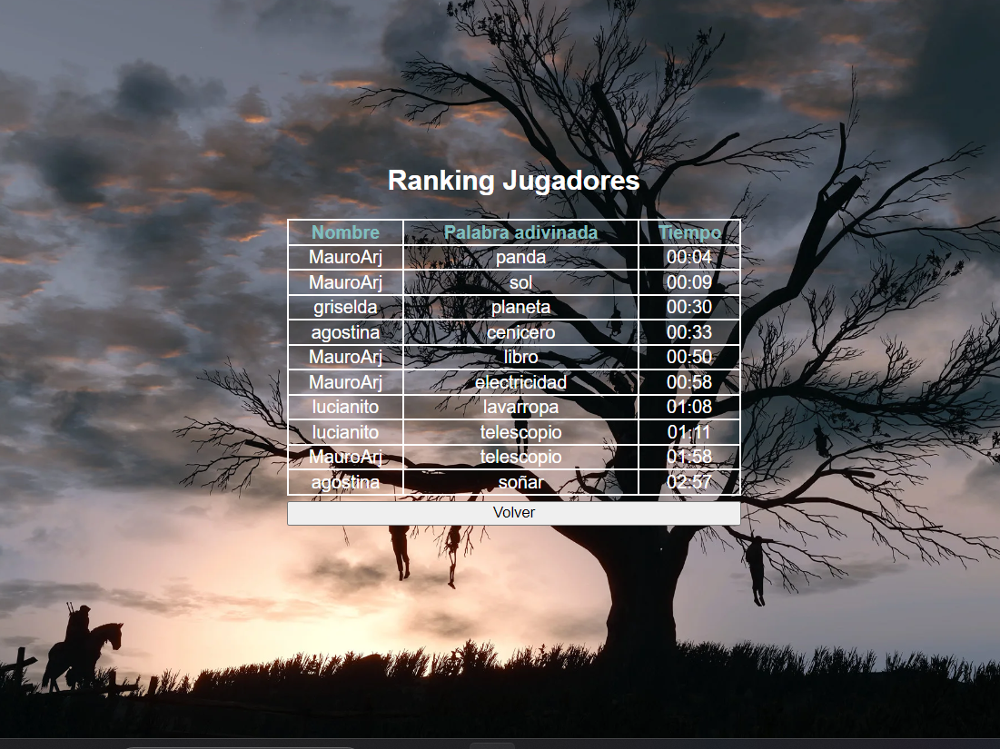 Ranking Jugadores
Nombre Palabra adivinada Tiempo
MauroArj panda 00:04
MauroArj sol 00:09
griselda planeta 00:30
agostina cenicero 00:33
MauroArj libro 00:50
MauroArj electricidad 00:58
lucianito lavarropa 01:08
lucianito telescopio 01:11
MauroArj telescopio 01:58
agostina soñar 02:57
Volver